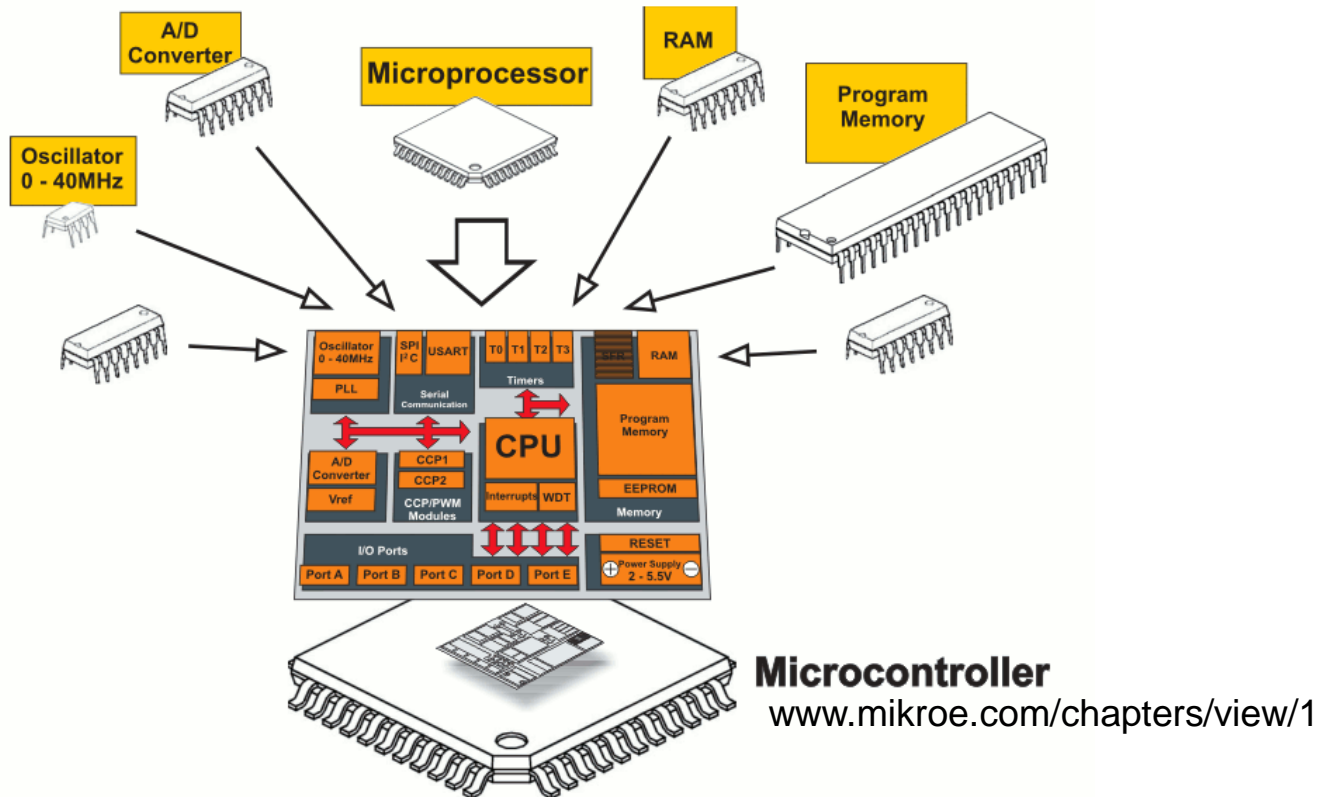 A/D
Converter
Microprocessor
RAM
Program
Memory
Oscillator
0 - 40MHz
Oscillator
0 - 40MHz
PLL
SPI
I²C
USART
Serial
Communication
T0 T1 T2 T3
Timers
SFR
RAM
Program
Memory
EEPROM
Memory
A/D
Converter
Vref
CCP1
CCP2
CCP/PWM
Modules
CPU
Interrupts
WDT
I/O Ports
Port A
Port B
Port C
Port D
Port E
RESET
+ Power Supply −
2 - 5.5V
Microcontroller
www.mikroe.com/chapters/view/1